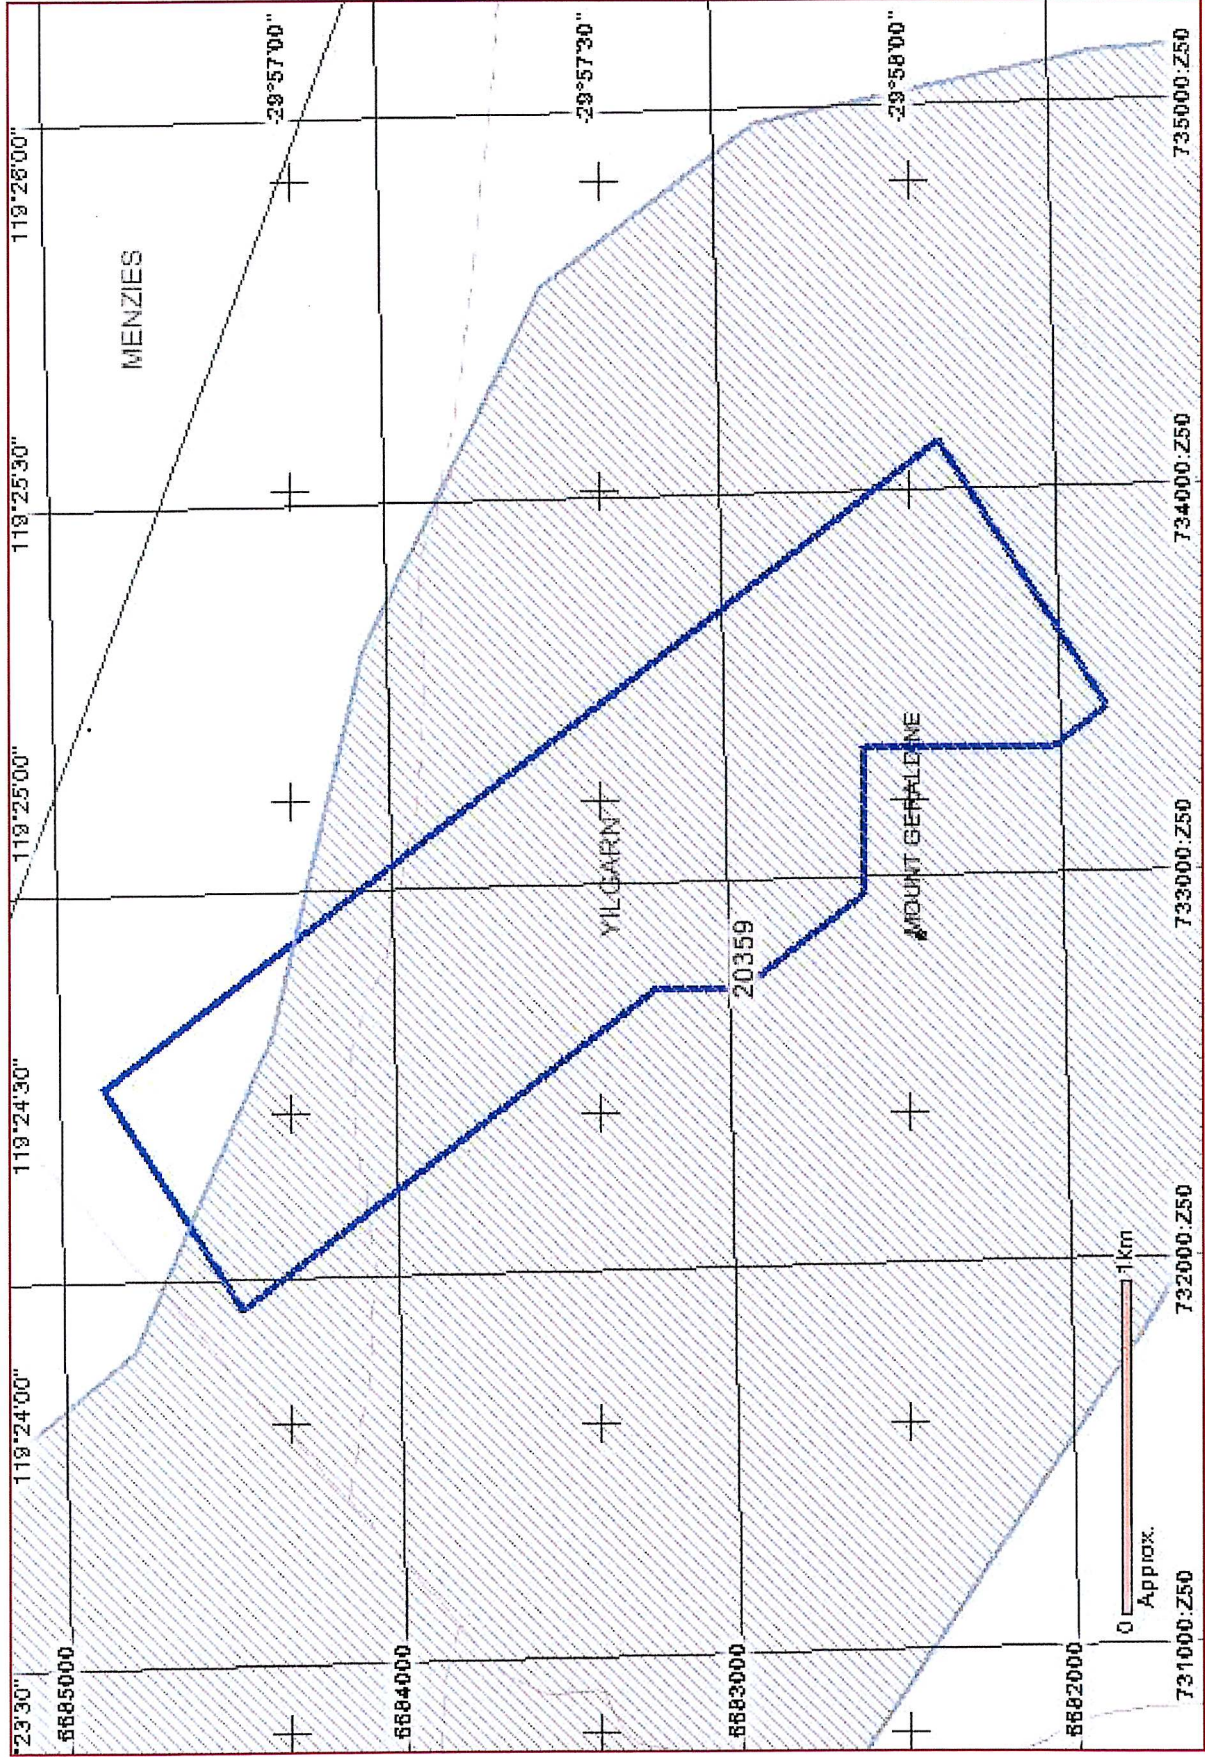 "23'30"
119°24'00"
119°24'30"
119°25'00"
119°25'30"
119°26'00"
6685000
MENZIES
-29°57'00"
6684000
YILGARN
-29°57'30"
6683000
20359
MOUNT GERALDINE
-29°58'00"
6682000
0
1Km
Approx.
731000:Z50
732000:Z50
733000:Z50
734000:Z50
735000:Z50